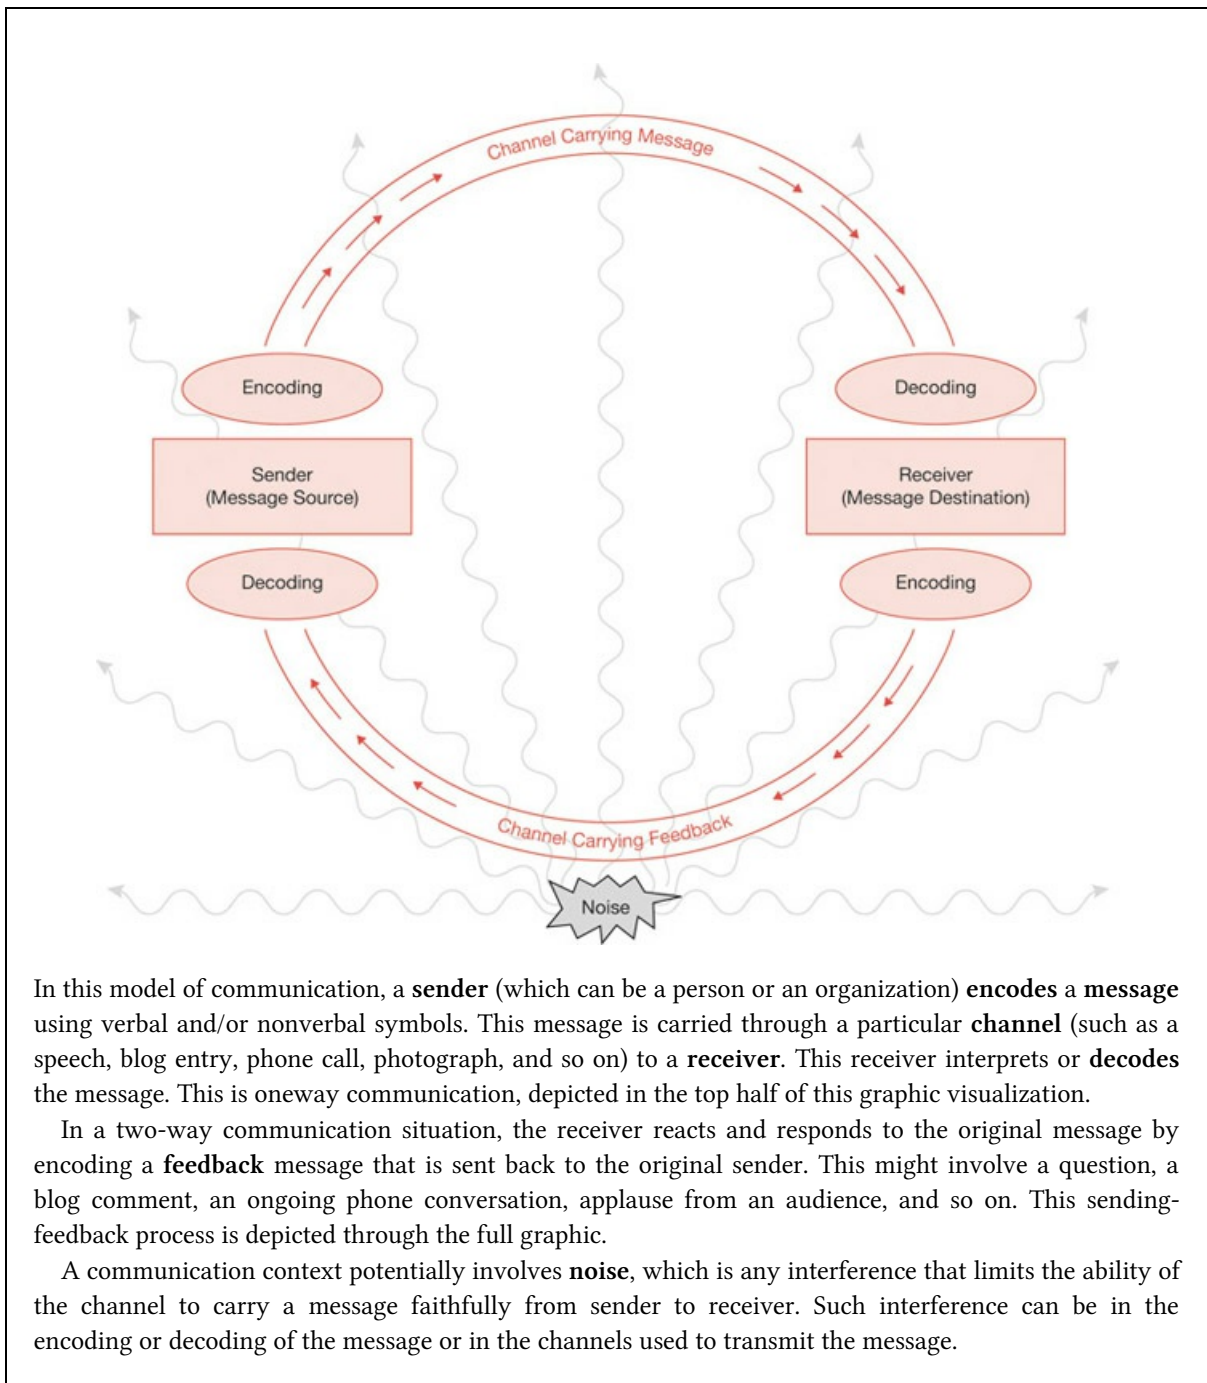 Channel Carrying Message
Encoding
Decoding
Sender
(Message Source)
Receiver
(Message Destination)
Decoding
Encoding
Channel Carrying Feedback
Noise
In this model of communication, a sender (which can be a person or an organization) encodes a message
using verbal and/or nonverbal symbols. This message is carried through a particular channel (such as a
speech, blog entry, phone call, photograph, and so on) to a receiver. This receiver interprets or decodes
the message. This is oneway communication, depicted in the top half of this graphic visualization.
In a two-way communication situation, the receiver reacts and responds to the original message by
encoding a feedback message that is sent back to the original sender. This might involve a question, a
blog comment, an ongoing phone conversation, applause from an audience, and so on. This sending-
feedback process is depicted through the full graphic.
A communication context potentially involves noise, which is any interference that limits the ability of
the channel to carry a message faithfully from sender to receiver. Such interference can be in the
encoding or decoding of the message or in the channels used to transmit the message.